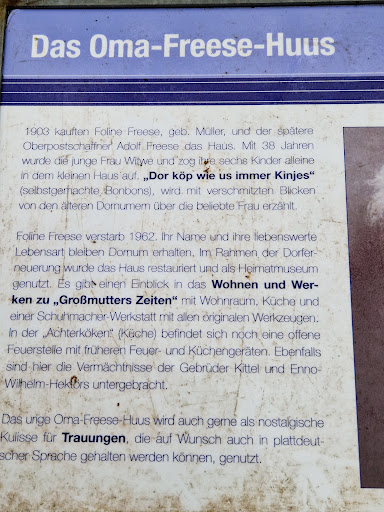 Das Oma-Freese-Huus
1903 kauften Foline Freese, geb. Müller, und der spätere
Oberpostschaffner Adolf Freese das Haus. Mit 38 Jahren
wurde die junge Frau Witwe und zog ihre sechs Kinder alleine
in dem kleinen Haus auf. „Dor köp wie us immer Kinjes“
(selbstgemachte Bonbons), wird mit verschmitzten Blicken
von den älteren Dornumern über die beliebte Frau erzählt.
Foline Freese verstarb 1962. Ihr Name und ihre liebenswerte
Lebensart bleiben Dornum erhalten. Im Rahmen der Dorfer-
neuerung wurde das Haus restauriert und als Heimatmuseum
genutzt. Es gibt einen Einblick in das Wohnen und Wer-
ken zu „Großmutters Zeiten“ mit Wohnraum, Küche und
einer Schuhmacher-Werkstatt mit allen originalen Werkzeugen.
In der „Achterköken“ (Küche) befindet sich noch eine offene
Feuerstelle mit früheren Feuer- und Küchengeräten. Ebenfalls
sind hier die Vermächtnisse der Gebrüder Kittel und Enno-
Wilhelm-Hektors untergebracht.
Das urige Oma-Freese-Huus wird auch gerne als nostalgische
Kulisse für Trauungen, die auf Wunsch auch in plattdeut-
scher Sprache gehalten werden können, genutzt.